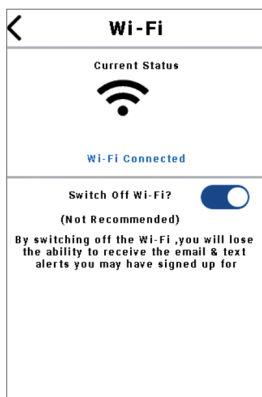 Wi-Fi
Current Status
Wi-Fi Connected
Switch Off Wi-Fi?
(Not Recommended)
By switching off the Wi-Fi ,you will lose
the ability to receive the email & text
alerts you may have signed up for